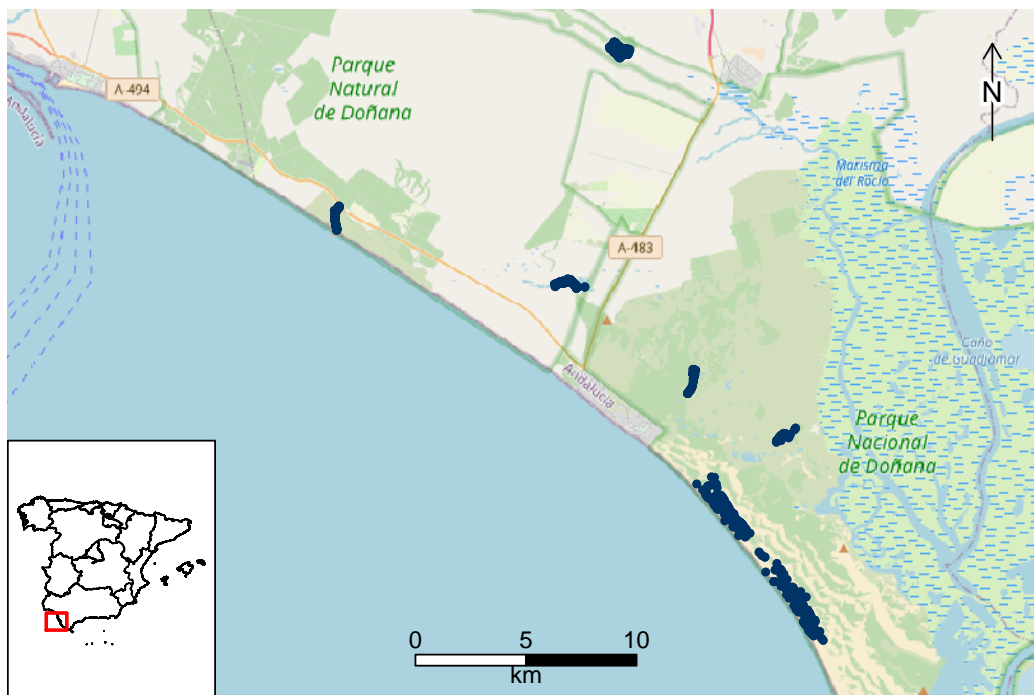 Parque
Natural
de Doñana
A-494
Andalucía
N
Marisma
del Rocío
A-483
Caño
de Guadiamar
Andalucía
Parque
Nacional
de Doñana
0 5 10
km